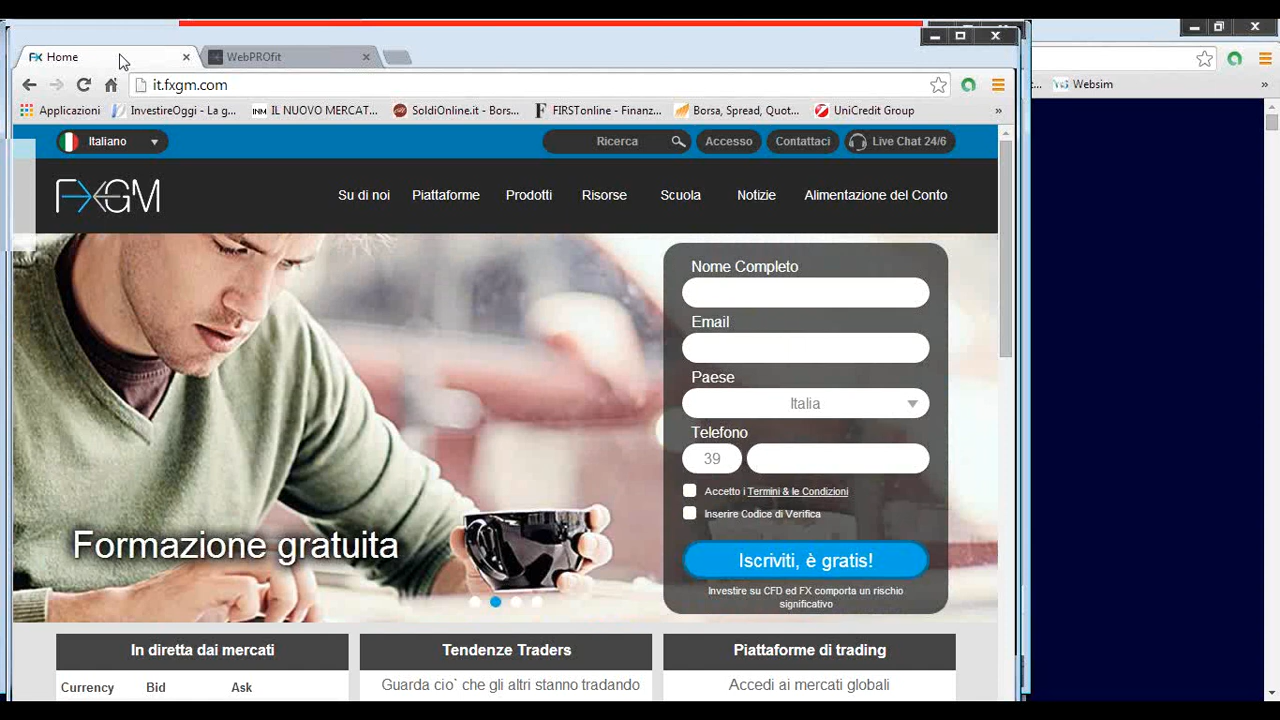 Home
WebPROfit
it.fxgm.com
Applicazioni
InvestireOggi - La g...
IL NUOVO MERCAT...
SoldiOnline.it - Bors...
FIRSTonline - Finanz...
Borsa, Spread, Quot...
UniCredit Group
»
Websim
»
Italiano
Ricerca
Accesso
Contattaci
Live Chat 24/6
FXGM
Su di noi
Piattaforme
Prodotti
Risorse
Scuola
Notizie
Alimentazione del Conto
Nome Completo
Email
Paese
Italia
Telefono
39
Accetto i Termini & le Condizioni
Inserire Codice di Verifica
Iscriviti, è gratis!
Investire su CFD ed FX comporta un rischio
significativo
Formazione gratuita
In diretta dai mercati
Currency Bid Ask
Tendenze Traders
Guarda cio` che gli altri stanno tradando
Piattaforme di trading
Accedi ai mercati globali